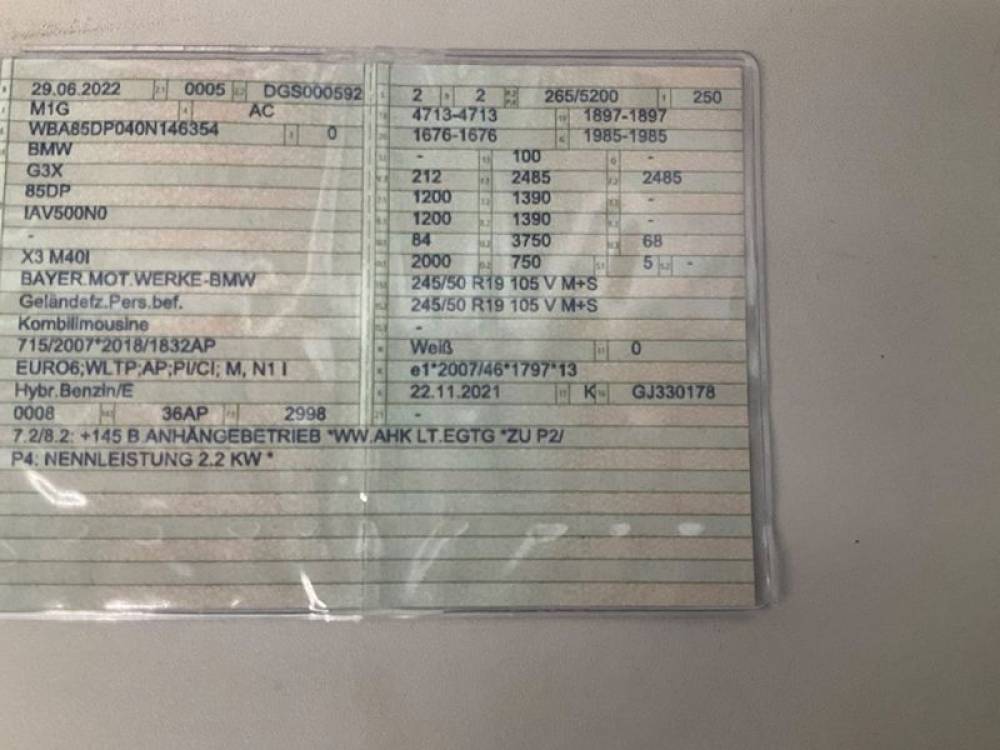 29.06.2022 0005 DGS000592
M1G AC
WBA85DP040N146354 0
BMW
G3X
85DP
IAV500N0
-
X3 M40I
BAYER.MOT.WERKE-BMW
Geländefz.Pers.bef.
Kombilimousine
715/2007*2018/1832AP
EURO6;WLTP;AP;PI/CI; M, N1 I
Hybr.Benzin/E
0008 36AP 2998
2 2 265/5200 250
4713-4713 1897-1897
1676-1676 1985-1985
- 100 -
212 2485 2485
1200 1390 -
1200 1390 -
84 3750 68
2000 750 5 -
245/50 R19 105 V M+S
245/50 R19 105 V M+S
-
Weiß 0
e1*2007/46*1797*13
22.11.2021 K GJ330178
-
7.2/8.2: +145 B.ANHÄNGEBETRIEB *WW.AHK LT.EGTG *ZU P2/
P4: NENNLEISTUNG 2.2 KW *